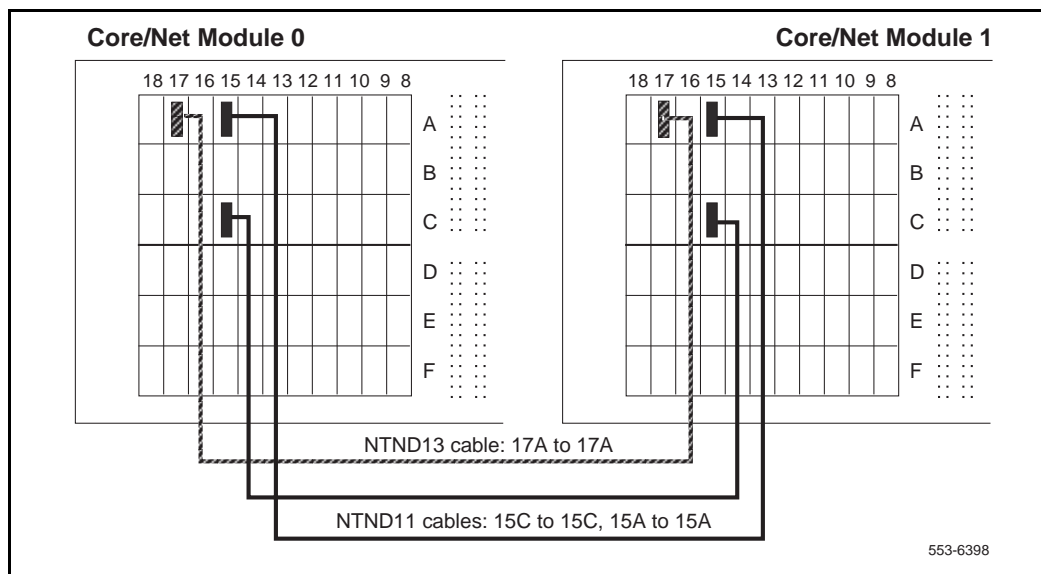 Core/Net Module 0
Core/Net Module 1
18 17 16 15 14 13 12 11 10 9 8
18 17 16 15 14 13 12 11 10 9 8
A
A
B
B
C
C
D
D
E
E
F
F
NTND13 cable: 17A to 17A
NTND11 cables: 15C to 15C, 15A to 15A
553-6398